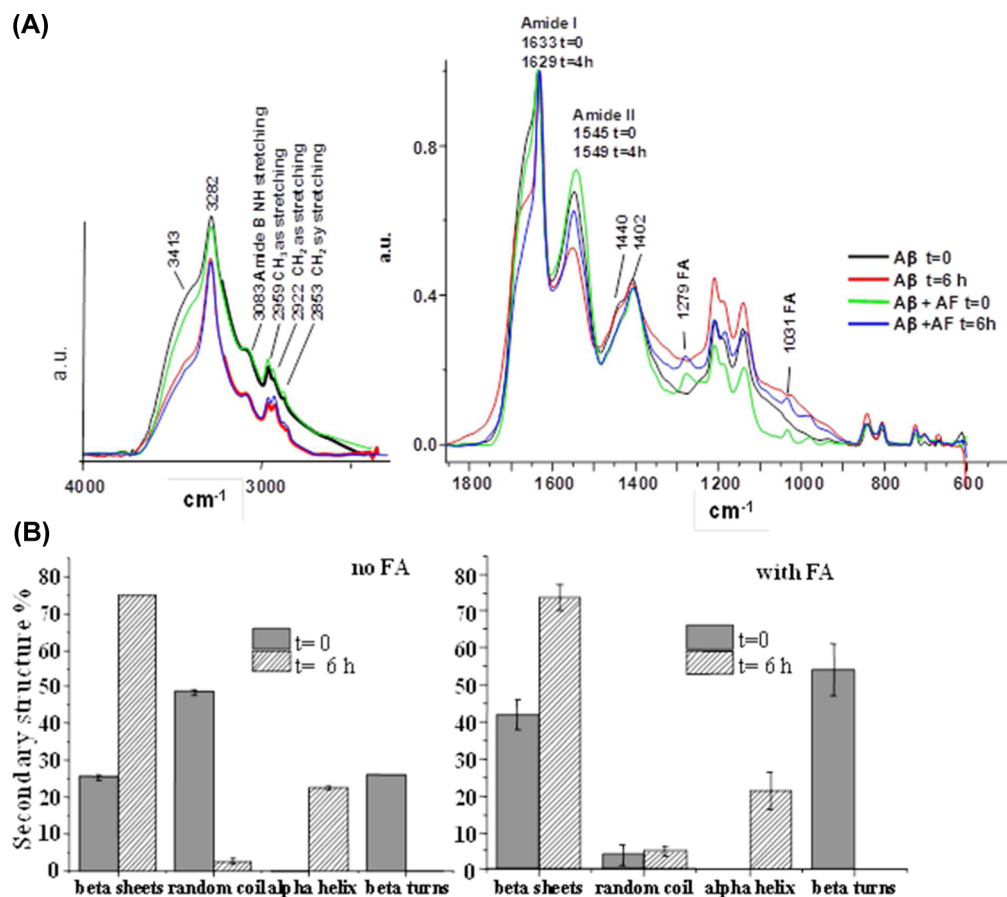 (A)
Amide I
1633 t=0
1629 t=4h
Amide II
1545 t=0
1549 t=4h
3413
3282
3083 Amide B NH stretching
2959 CH₃ as stretching
2922 CH₂ as stretching
2853 CH₂ sy stretching
1440
1402
1279 FA
1031 FA
a.u.
a.u.
0.8
0.4
0.0
Aβ t=0
Aβ t=6 h
Aβ + AF t=0
Aβ +AF t=6h
4000
3000
cm⁻¹
1800
1600
1400
1200
1000
800
600
cm⁻¹
(B)
no FA
t= 0
t= 6 h
Secondary structure %
80
70
60
50
40
30
20
10
0
beta sheets
random coil
alpha helix
beta turns
with FA
t=0
t= 6 h
80
70
60
50
40
30
20
10
0
beta sheets
random coil
alpha helix
beta turns